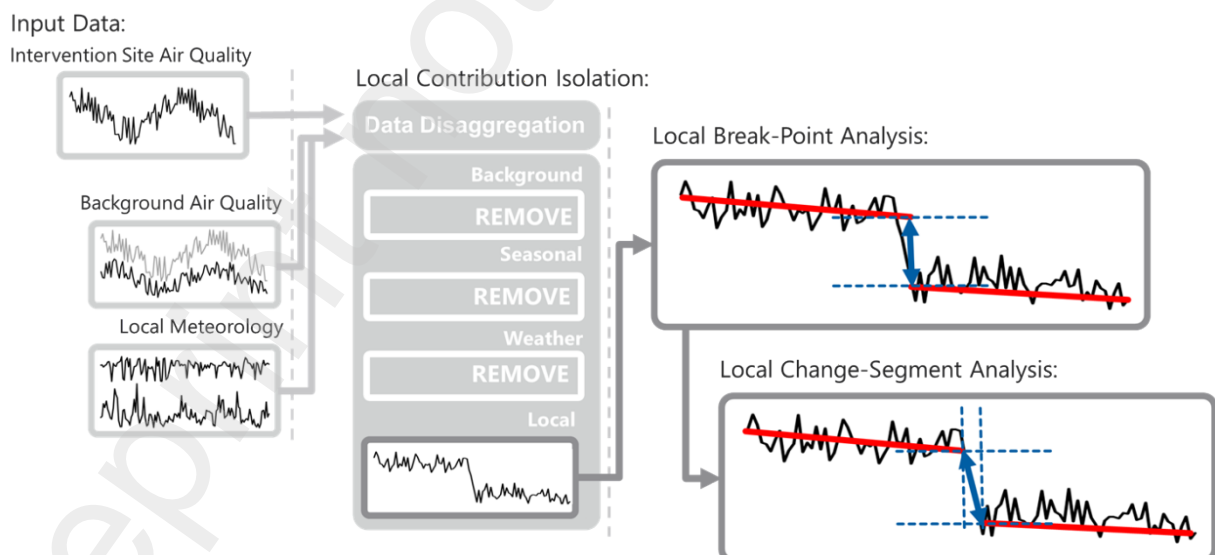 Input Data:
Intervention Site Air Quality
Background Air Quality
Local Meteorology
Local Contribution Isolation:
Data Disaggregation
Background
REMOVE
Seasonal
REMOVE
Weather
REMOVE
Local
Local Break-Point Analysis:
Local Change-Segment Analysis: